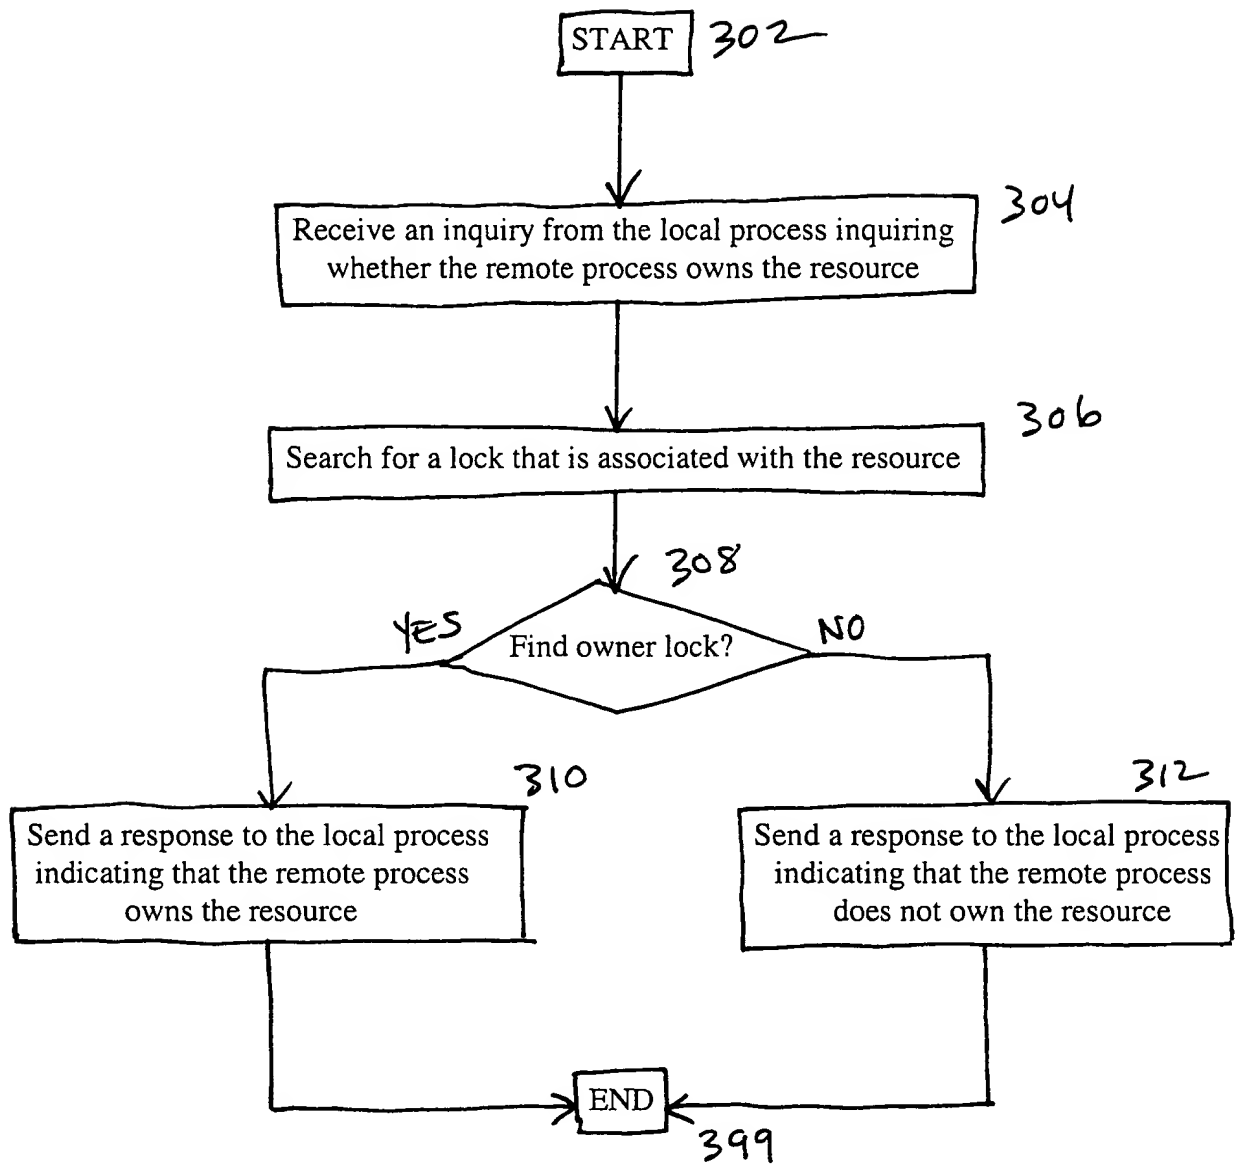 START 302
304
Receive an inquiry from the local process inquiring
whether the remote process owns the resource
306
Search for a lock that is associated with the resource
308
YES
NO
Find owner lock?
310
Send a response to the local process
indicating that the remote process
owns the resource
312
Send a response to the local process
indicating that the remote process
does not own the resource
END
399